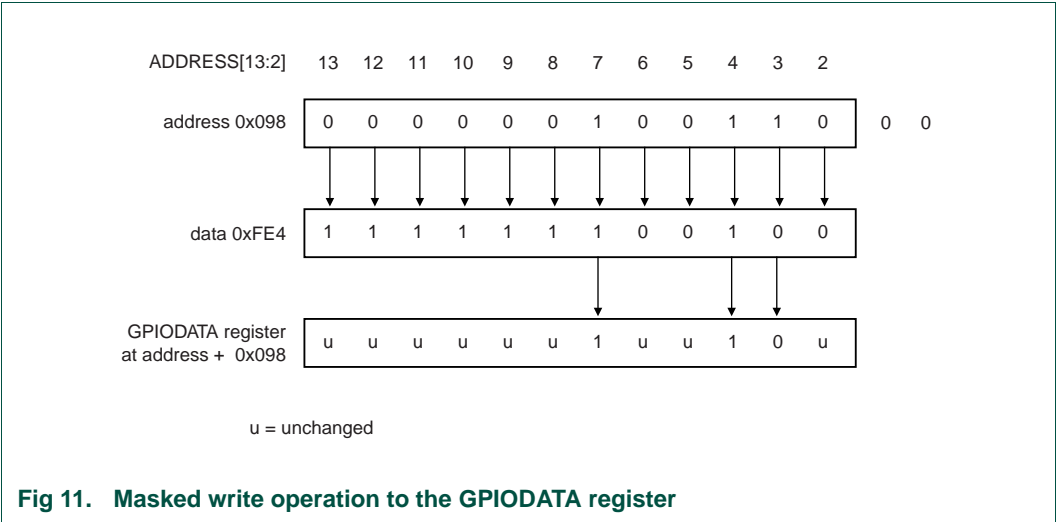 ADDRESS[13:2] 13 12 11 10 9 8 7 6 5 4 3 2
address 0x098 0 0 0 0 0 0 1 0 0 1 1 0 0 0
data 0xFE4 1 1 1 1 1 1 1 0 0 1 0 0
GPIODATA register
at address + 0x098 u u u u u u 1 u u 1 0 u
u = unchanged
Fig 11. Masked write operation to the GPIODATA register